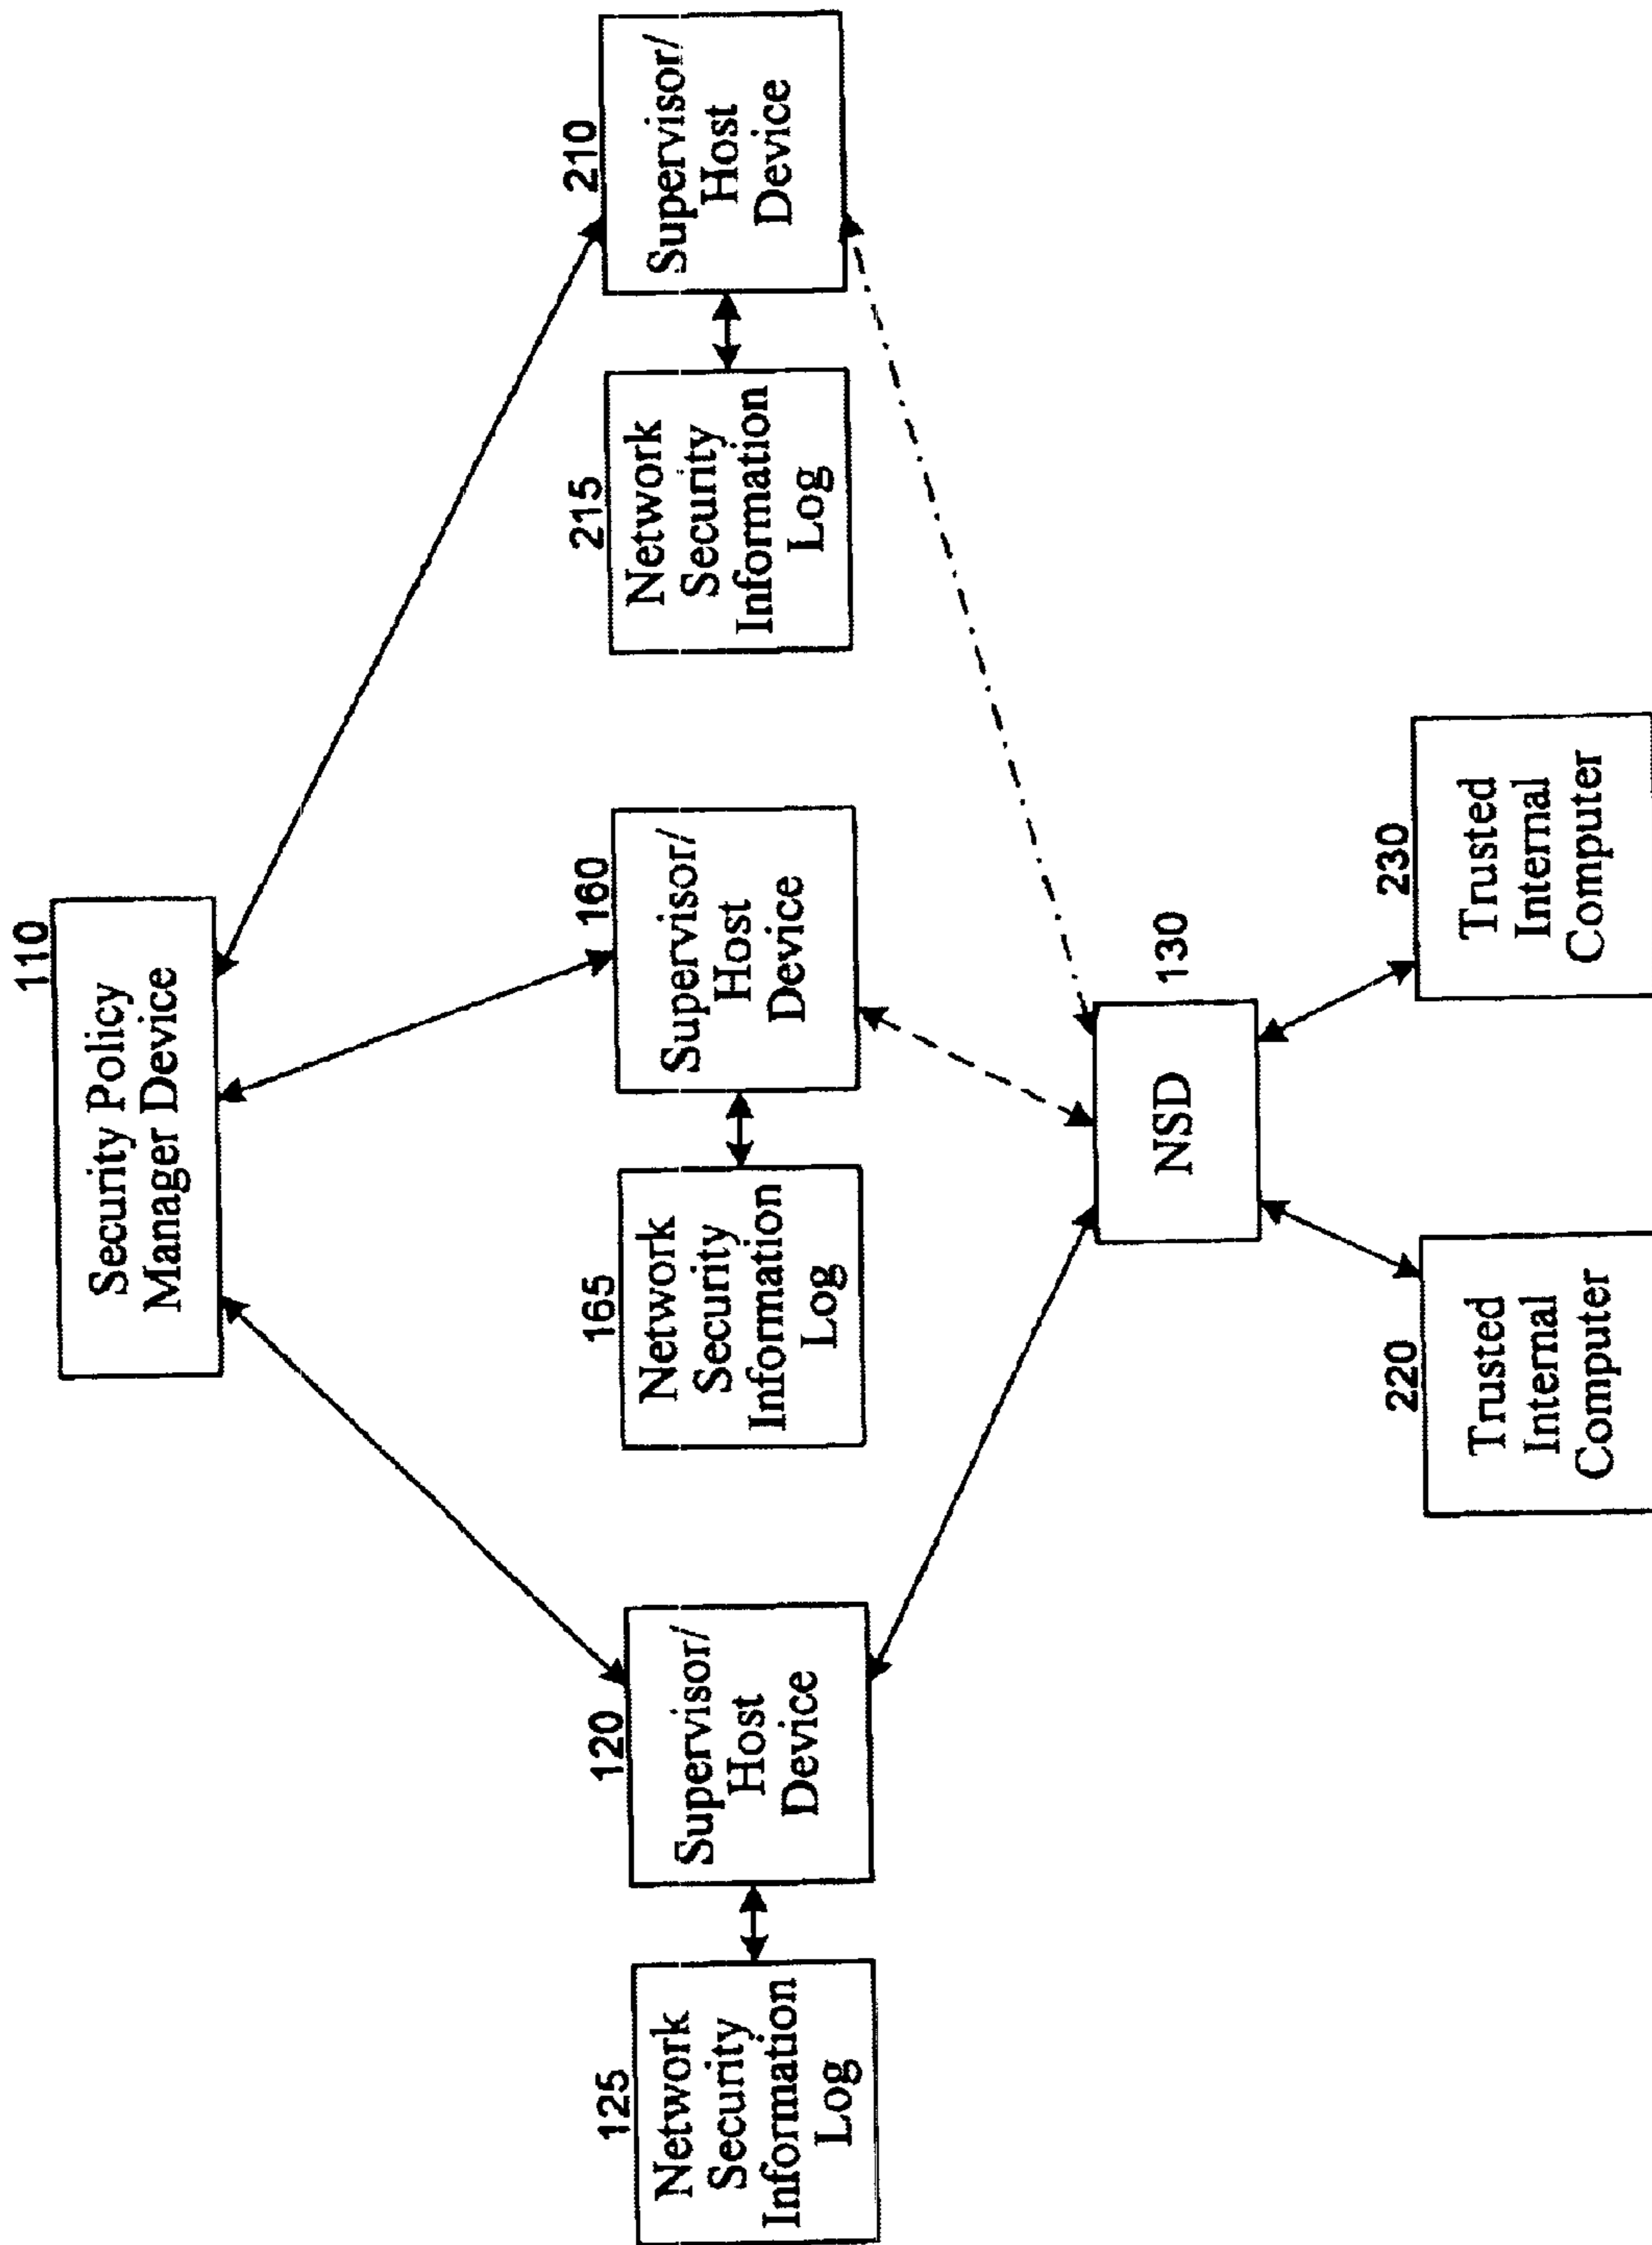 110
Security Policy
Manager Device
125
Network
Security
Information
Log
120
Supervisor/
Host
Device
165
Network
Security
Information
Log
160
Supervisor/
Host
Device
215
Network
Security
Information
Log
210
Supervisor/
Host
Device
NSD
130
220
Trusted
Internal
Computer
230
Trusted
Internal
Computer